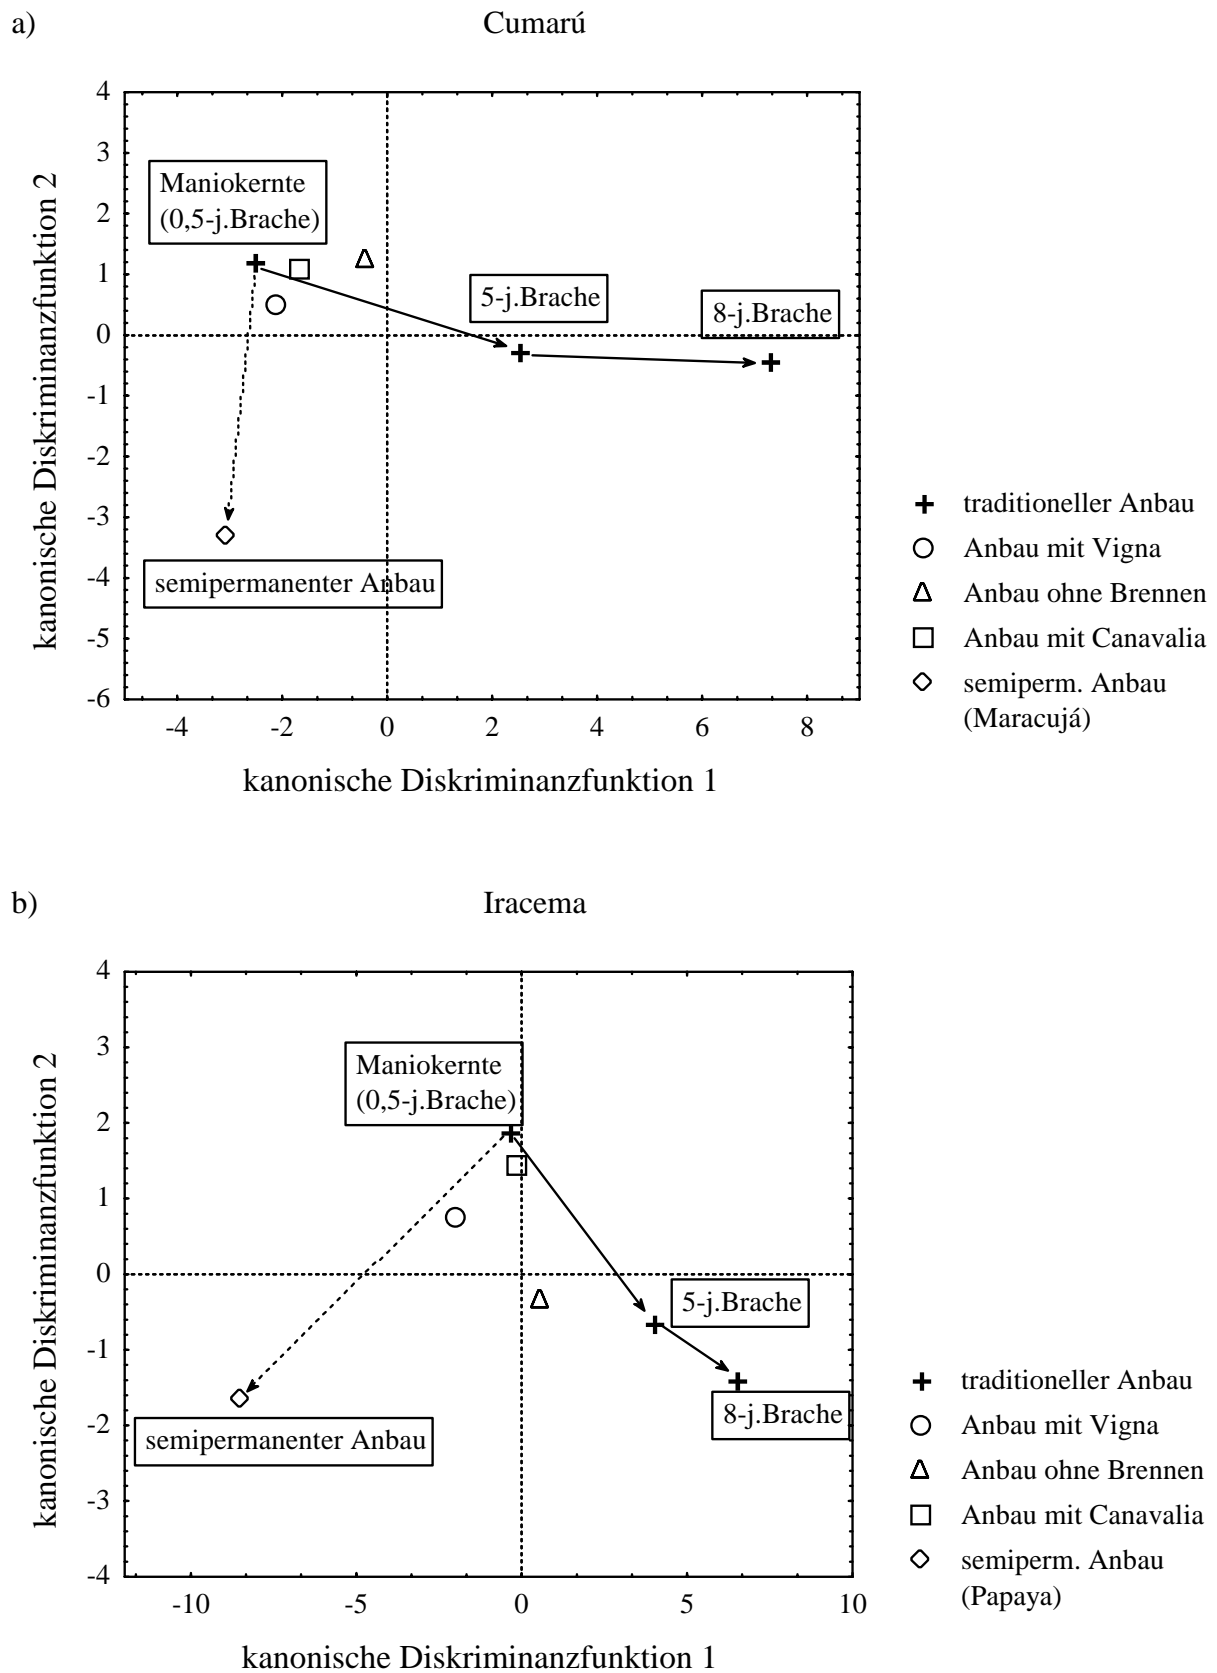 a)
Cumarú
kanonische Diskriminanzfunktion 2
4
3
2
1
0
-1
-2
-3
-4
-5
-6
Maniokernte
(0,5-j.Brache)
5-j.Brache
8-j.Brache
semipermanenter Anbau
-4
-2
0
2
4
6
8
kanonische Diskriminanzfunktion 1
traditioneller Anbau
Anbau mit Vigna
Anbau ohne Brennen
Anbau mit Canavalia
semiperm. Anbau
(Maracujá)
b)
Iracema
kanonische Diskriminanzfunktion 2
4
3
2
1
0
-1
-2
-3
-4
Maniokernte
(0,5-j.Brache)
5-j.Brache
8-j.Brache
semipermanenter Anbau
-10
-5
0
5
10
kanonische Diskriminanzfunktion 1
traditioneller Anbau
Anbau mit Vigna
Anbau ohne Brennen
Anbau mit Canavalia
semiperm. Anbau
(Papaya)